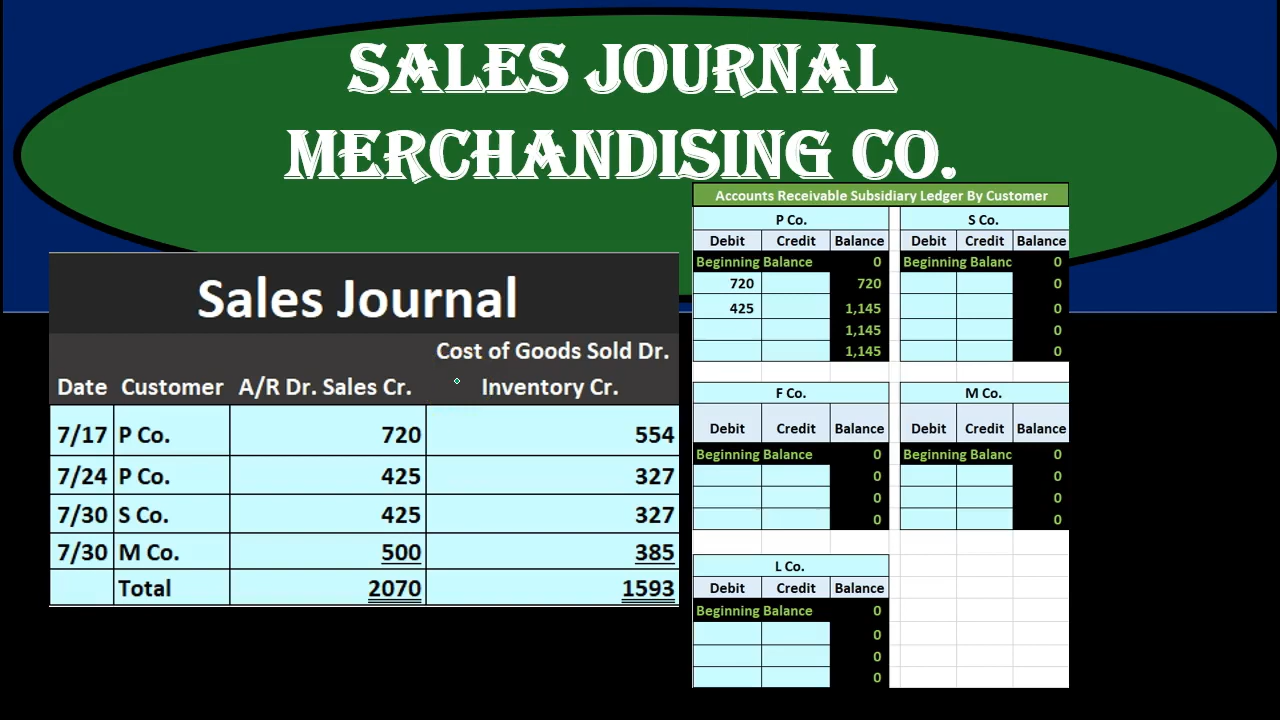 SALES JOURNAL
MERCHANDISING CO.
Sales Journal
Date Customer A/R Dr. Sales Cr. Cost of Goods Sold Dr. Inventory Cr.
7/17 P Co. 720 554
7/24 P Co. 425 327
7/30 S Co. 425 327
7/30 M Co. 500 385
Total 2070 1593
Accounts Receivable Subsidiary Ledger By Customer
P Co.
Debit Credit Balance
Beginning Balance 0
720 720
425 1,145
1,145
1,145
S Co.
Debit Credit Balance
Beginning Balanc 0
0
0
0
0
F Co.
Debit Credit Balance
Beginning Balance 0
0
0
0
M Co.
Debit Credit Balance
Beginning Balanc 0
0
0
0
L Co.
Debit Credit Balance
Beginning Balance 0
0
0
0